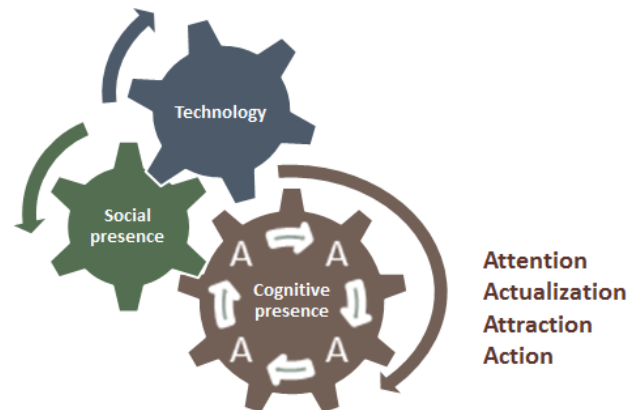 Technology
Social
presence
A A
Cognitive
presence
A A
Attention
Actualization
Attraction
Action